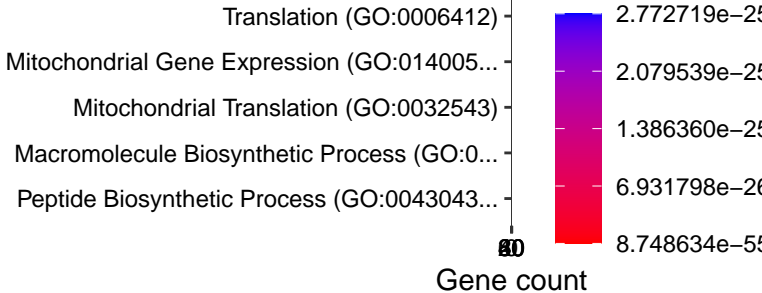 Translation (GO:0006412)
Mitochondrial Gene Expression (GO:014005...
Mitochondrial Translation (GO:0032543)
Macromolecule Biosynthetic Process (GO:0...
Peptide Biosynthetic Process (GO:0043043...
Gene count
2.772719e−25
2.079539e−25
1.386360e−25
6.931798e−26
8.748634e−55